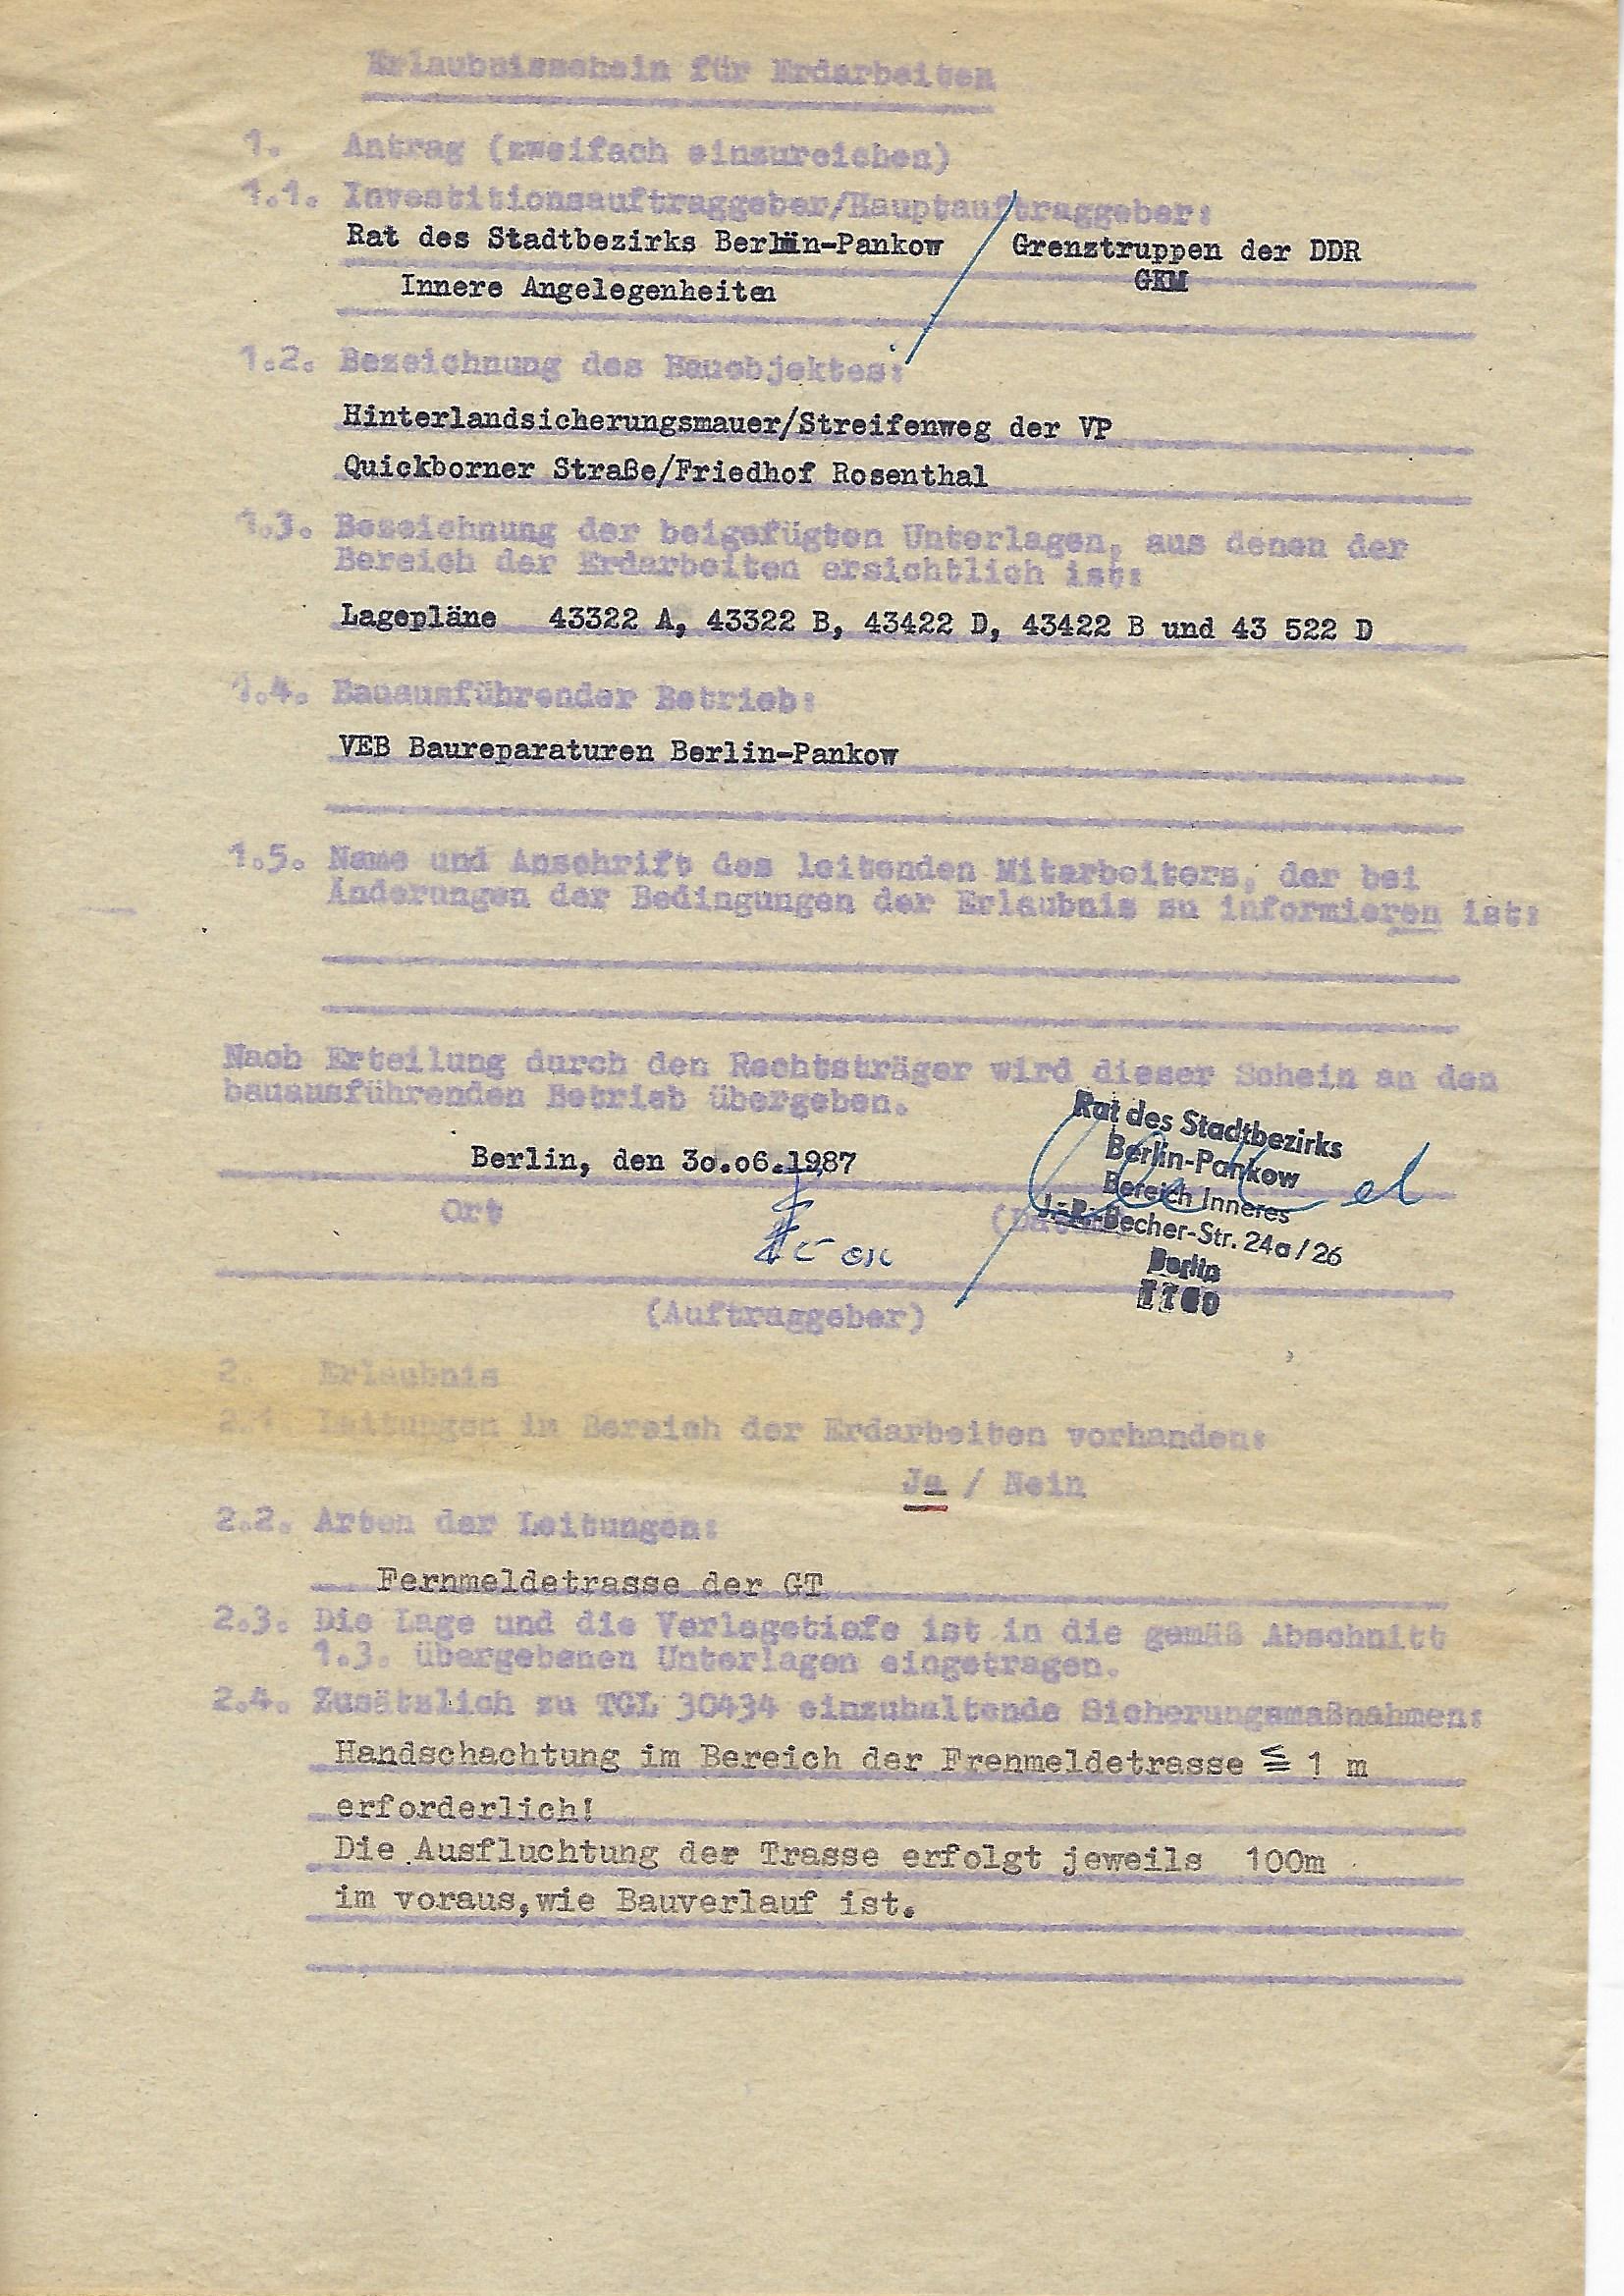 Erlaubnisschein für Erdarbeiten
1. Antrag (zweifach einzureichen)
1.1. Investitionsauftraggeber/Hauptauftraggeber:
Rat des Stadtbezirks Berlin-Pankow / Grenztruppen der DDR
Innere Angelegenheiten GKM
1.2. Bezeichnung des Bauobjektes:
Hinterlandsicherungsmauer/Streifenweg der VP
Quickborner Straße/Friedhof Rosenthal
1.3. Bezeichnung der beigefügten Unterlagen, aus denen der
Bereich der Erdarbeiten ersichtlich ist:
Lagepläne 43322 A, 43322 B, 43422 D, 43422 B und 43 522 D
1.4. Bauausführender Betrieb:
VEB Baureparaturen Berlin-Pankow
1.5. Name und Anschrift des leitenden Mitarbeiters, der bei
Änderungen der Bedingungen der Erlaubnis zu informieren ist:
Nach Erteilung durch den Rechtsträger wird dieser Schein an den
bauausführenden Betrieb übergeben.
Rat des Stadtbezirks
Berlin-Pankow
Bereich Inneres
J.-R.-Becher-Str. 24a/26
Berlin
1100
Berlin, den 30.06.1987
Ort (Datum)
(Auftraggeber)
2. Erlaubnis
2.1 Leitungen im Bereich der Erdarbeiten vorhanden:
Ja / Nein
2.2. Arten der Leitungen:
Fernmeldetrasse der GT
2.3. Die Lage und die Verlegetiefe ist in die gemäß Abschnitt
1.3. übergebenen Unterlagen eingetragen.
2.4. Zusätzlich zu TGL 30434 einzuhaltende Sicherungsmaßnahmen:
Handschachtung im Bereich der Frenmeldetrasse ≦ 1 m
erforderlich!
Die Ausfluchtung der Trasse erfolgt jeweils 100m
im voraus, wie Bauverlauf ist.